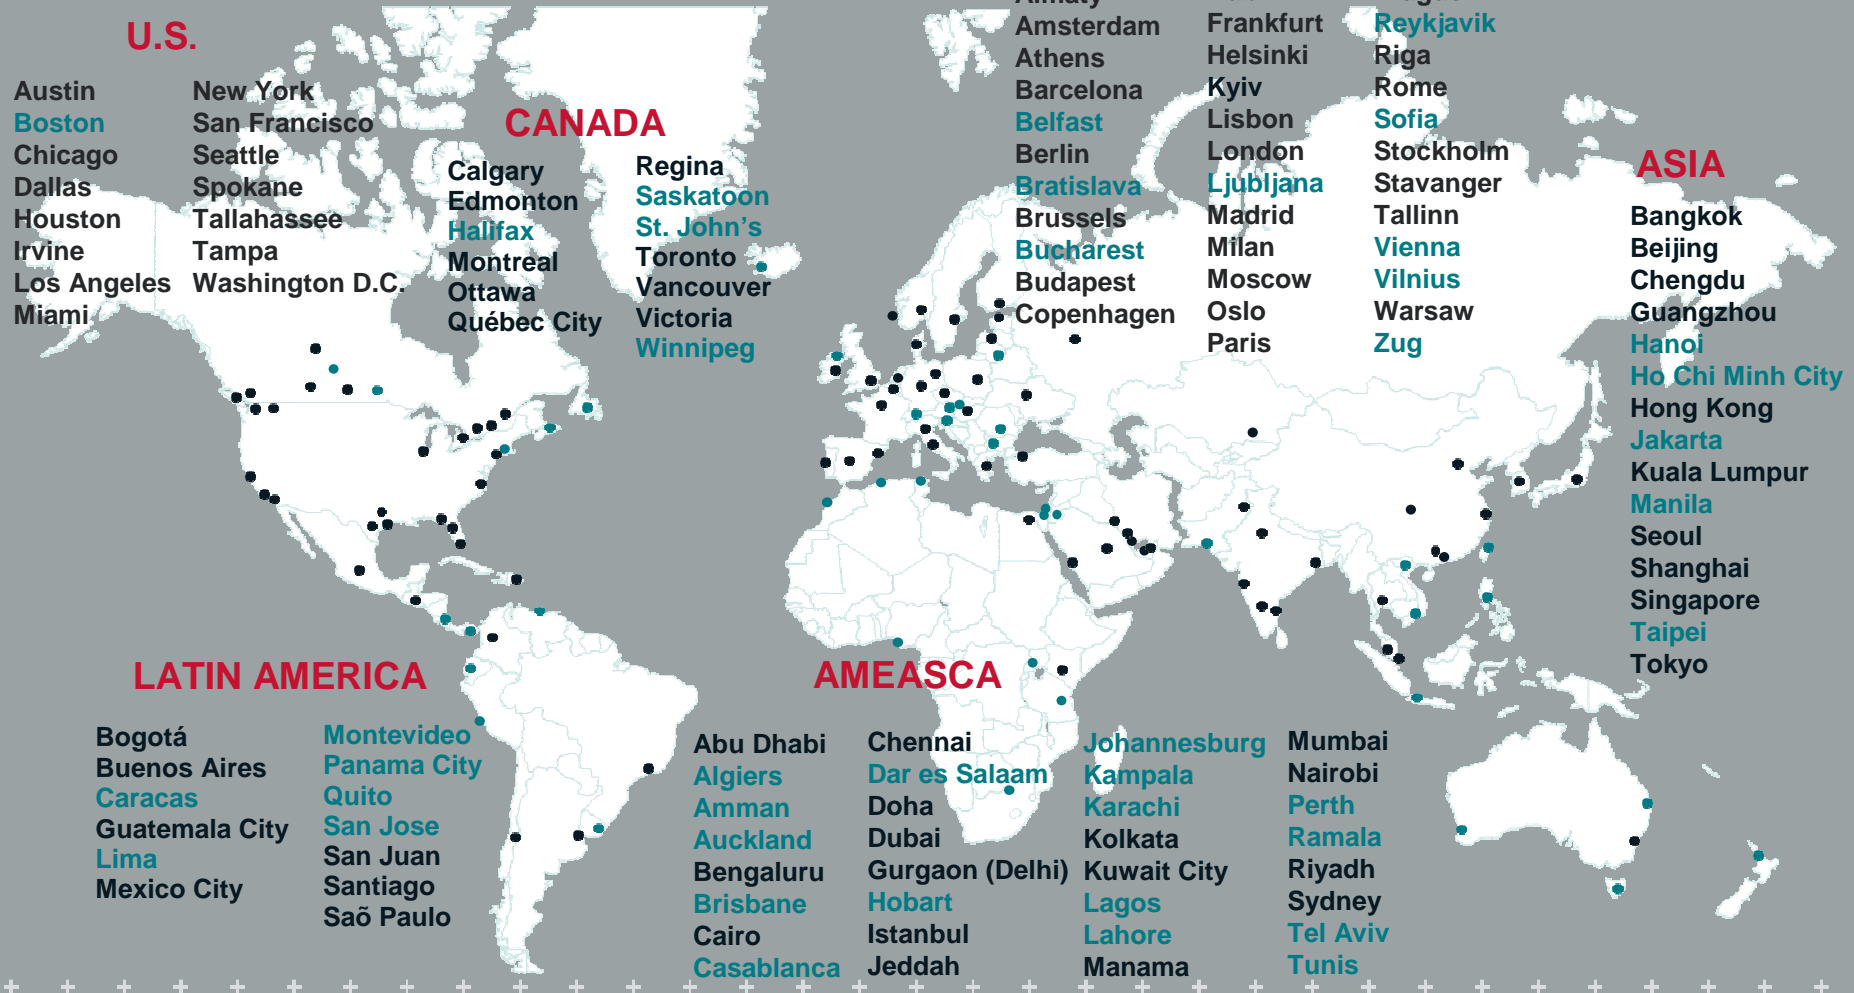 U.S.
Austin
Boston
Chicago
Dallas
Houston
Irvine
Los Angeles
Miami
New York
San Francisco
Seattle
Spokane
Tallahassee
Tampa
Washington D.C.
CANADA
Calgary
Edmonton
Halifax
Montreal
Ottawa
Québec City
Regina
Saskatoon
St. John's
Toronto
Vancouver
Victoria
Winnipeg
Almaty
Amsterdam
Athens
Barcelona
Belfast
Berlin
Bratislava
Brussels
Bucharest
Budapest
Copenhagen
Frankfurt
Helsinki
Kyiv
Lisbon
London
Ljubljana
Madrid
Milan
Moscow
Oslo
Paris
Reykjavik
Riga
Rome
Sofia
Stockholm
Stavanger
Tallinn
Vienna
Vilnius
Warsaw
Zug
ASIA
Bangkok
Beijing
Chengdu
Guangzhou
Hanoi
Ho Chi Minh City
Hong Kong
Jakarta
Kuala Lumpur
Manila
Seoul
Shanghai
Singapore
Taipei
Tokyo
LATIN AMERICA
Bogotá
Buenos Aires
Caracas
Guatemala City
Lima
Mexico City
Montevideo
Panama City
Quito
San Jose
San Juan
Santiago
Saõ Paulo
AMEASCA
Abu Dhabi
Algiers
Amman
Auckland
Bengaluru
Brisbane
Cairo
Casablanca
Chennai
Dar es Salaam
Doha
Dubai
Gurgaon (Delhi)
Hobart
Istanbul
Jeddah
Johannesburg
Kampala
Karachi
Kolkata
Kuwait City
Lagos
Lahore
Manama
Mumbai
Nairobi
Perth
Ramala
Riyadh
Sydney
Tel Aviv
Tunis